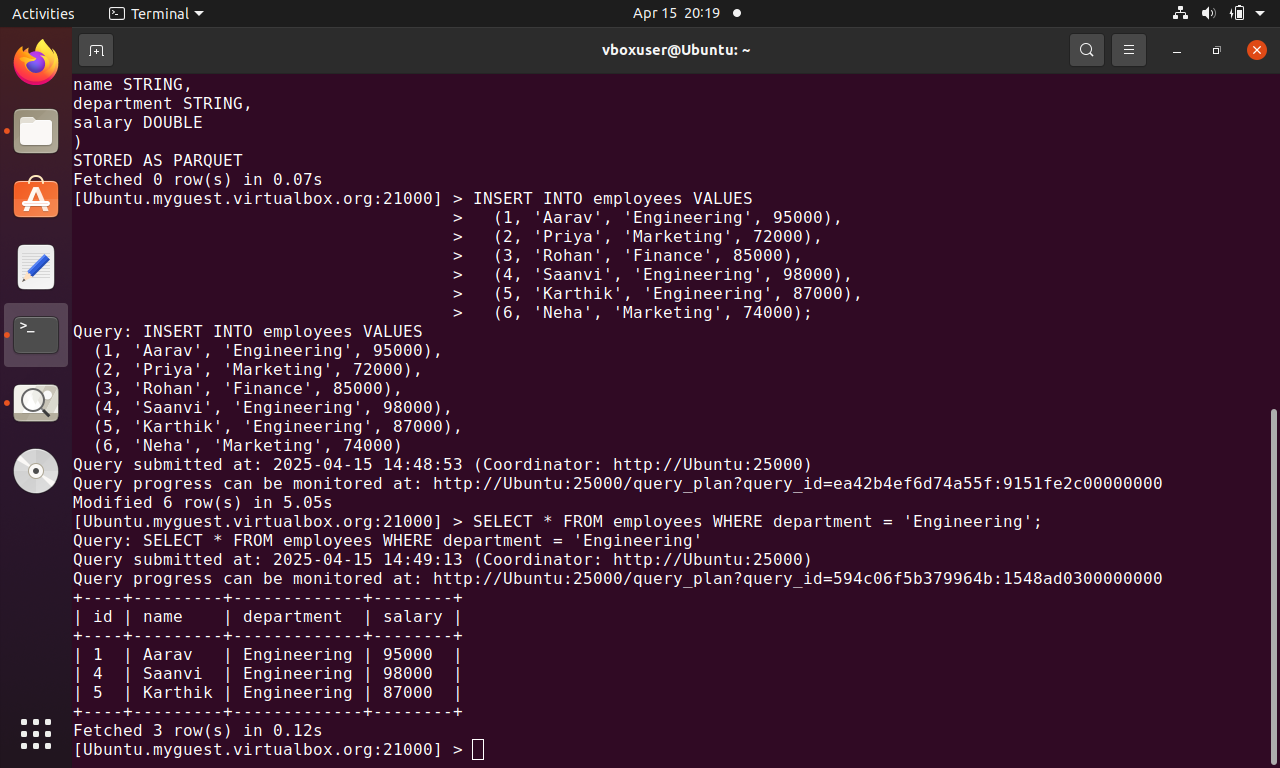 Activities
Terminal
Apr 15 20:19
vboxuser@Ubuntu: ~
name STRING,
department STRING,
salary DOUBLE
)
STORED AS PARQUET
Fetched 0 row(s) in 0.07s
[Ubuntu.myguest.virtualbox.org:21000] > INSERT INTO employees VALUES
                                      >   (1, 'Aarav', 'Engineering', 95000),
                                      >   (2, 'Priya', 'Marketing', 72000),
                                      >   (3, 'Rohan', 'Finance', 85000),
                                      >   (4, 'Saanvi', 'Engineering', 98000),
                                      >   (5, 'Karthik', 'Engineering', 87000),
                                      >   (6, 'Neha', 'Marketing', 74000);
Query: INSERT INTO employees VALUES
  (1, 'Aarav', 'Engineering', 95000),
  (2, 'Priya', 'Marketing', 72000),
  (3, 'Rohan', 'Finance', 85000),
  (4, 'Saanvi', 'Engineering', 98000),
  (5, 'Karthik', 'Engineering', 87000),
  (6, 'Neha', 'Marketing', 74000)
Query submitted at: 2025-04-15 14:48:53 (Coordinator: http://Ubuntu:25000)
Query progress can be monitored at: http://Ubuntu:25000/query_plan?query_id=ea42b4ef6d74a55f:9151fe2c00000000
Modified 6 row(s) in 5.05s
[Ubuntu.myguest.virtualbox.org:21000] > SELECT * FROM employees WHERE department = 'Engineering';
Query: SELECT * FROM employees WHERE department = 'Engineering'
Query submitted at: 2025-04-15 14:49:13 (Coordinator: http://Ubuntu:25000)
Query progress can be monitored at: http://Ubuntu:25000/query_plan?query_id=594c06f5b379964b:1548ad0300000000
+----+---------+-------------+--------+
| id | name    | department  | salary |
+----+---------+-------------+--------+
| 1  | Aarav   | Engineering | 95000  |
| 4  | Saanvi  | Engineering | 98000  |
| 5  | Karthik | Engineering | 87000  |
+----+---------+-------------+--------+
Fetched 3 row(s) in 0.12s
[Ubuntu.myguest.virtualbox.org:21000] >